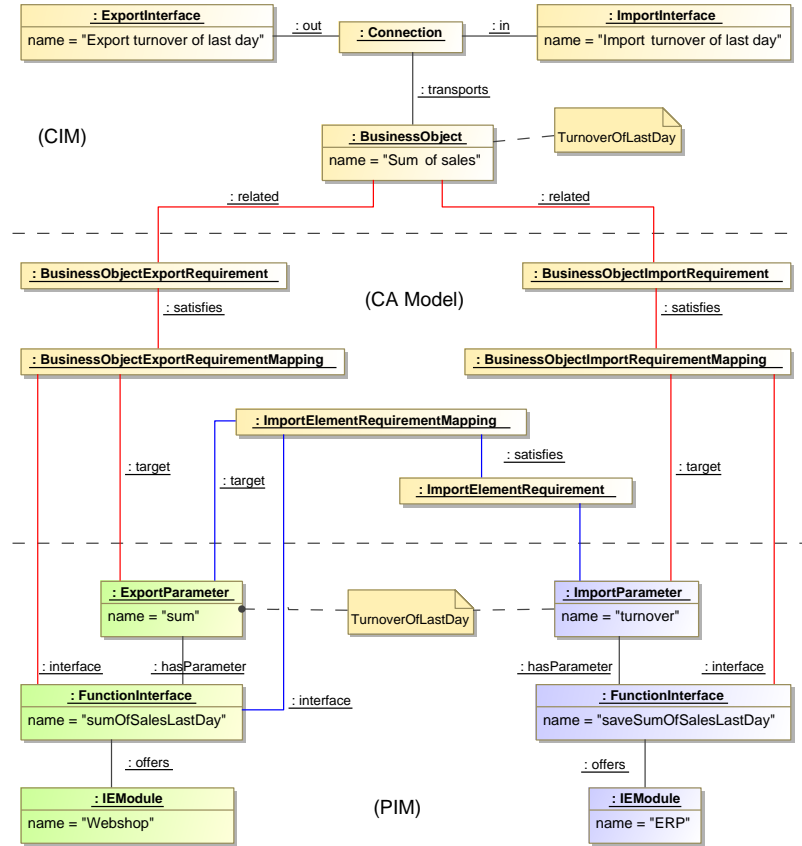 : ExportInterface
name = "Export turnover of last day"
: out
: Connection
: in
: ImportInterface
name = "Import turnover of last day"
: transports
(CIM)
: BusinessObject
name = "Sum of sales"
TurnoverOfLastDay
: related
: related
: BusinessObjectExportRequirement
: BusinessObjectImportRequirement
(CA Model)
: satisfies
: satisfies
: BusinessObjectExportRequirementMapping
: BusinessObjectImportRequirementMapping
: ImportElementRequirementMapping
: target
: target
: satisfies
: target
: ImportElementRequirement
: ExportParameter
name = "sum"
TurnoverOfLastDay
: ImportParameter
name = "turnover"
: interface
: hasParameter
: hasParameter
: interface
: FunctionInterface
name = "sumOfSalesLastDay"
: interface
: FunctionInterface
name = "saveSumOfSalesLastDay"
: offers
: offers
: IEModule
name = "Webshop"
(PIM)
: IEModule
name = "ERP"